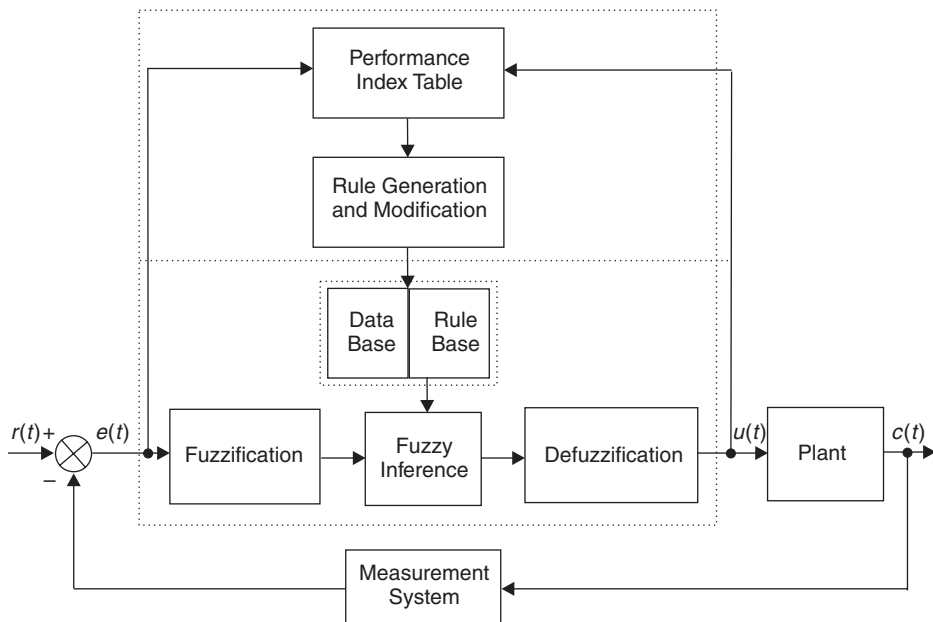 Performance
Index Table
Rule Generation
and Modification
Data
Base
Rule
Base
r(t)
+
−
e(t)
Fuzzification
Fuzzy
Inference
Defuzzification
u(t)
Plant
c(t)
Measurement
System